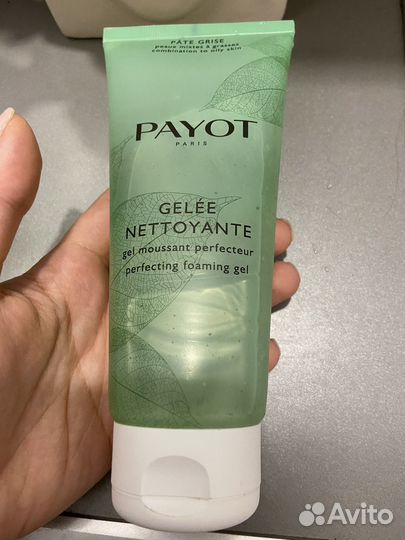 PÂTE GRISE
peaux mixtes à grasses
combination to oily skin
PAYOT
PARIS
GELÉE
NETTOYANTE
gel moussant perfecteur
perfecting foaming gel
Avito